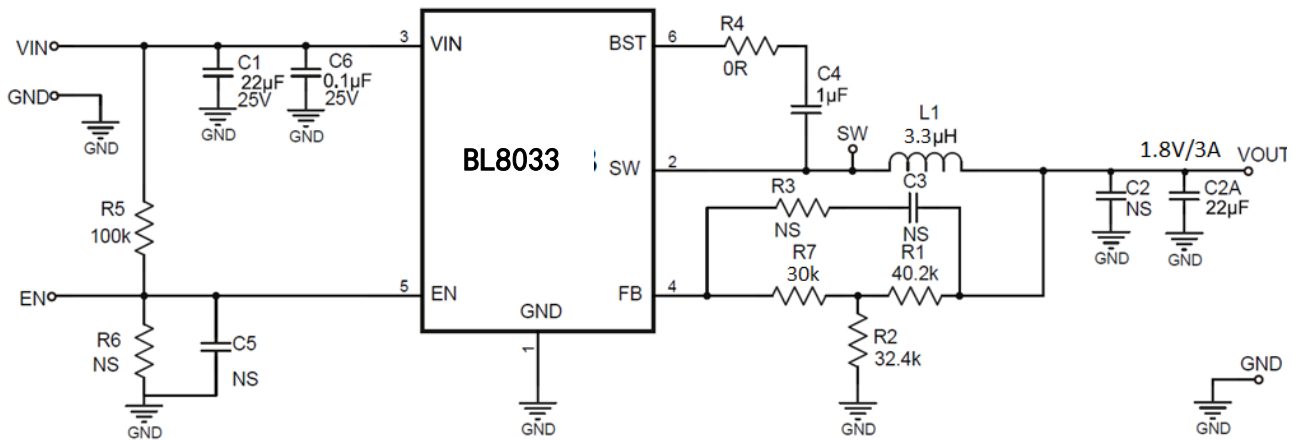 VIN
GND
GND
C1
22µF
25V
GND
C6
0.1µF
25V
GND
R5
100k
EN
R6
NS
C5
NS
GND
3
VIN
BST
6
BL8033
SW
2
5
EN
FB
4
GND
1
GND
R4
0R
C4
1µF
SW
L1
3.3µH
1.8V/3A
VOUT
R3
NS
C3
NS
R7
30k
R1
40.2k
R2
32.4k
GND
C2
NS
GND
C2A
22µF
GND
GND
GND